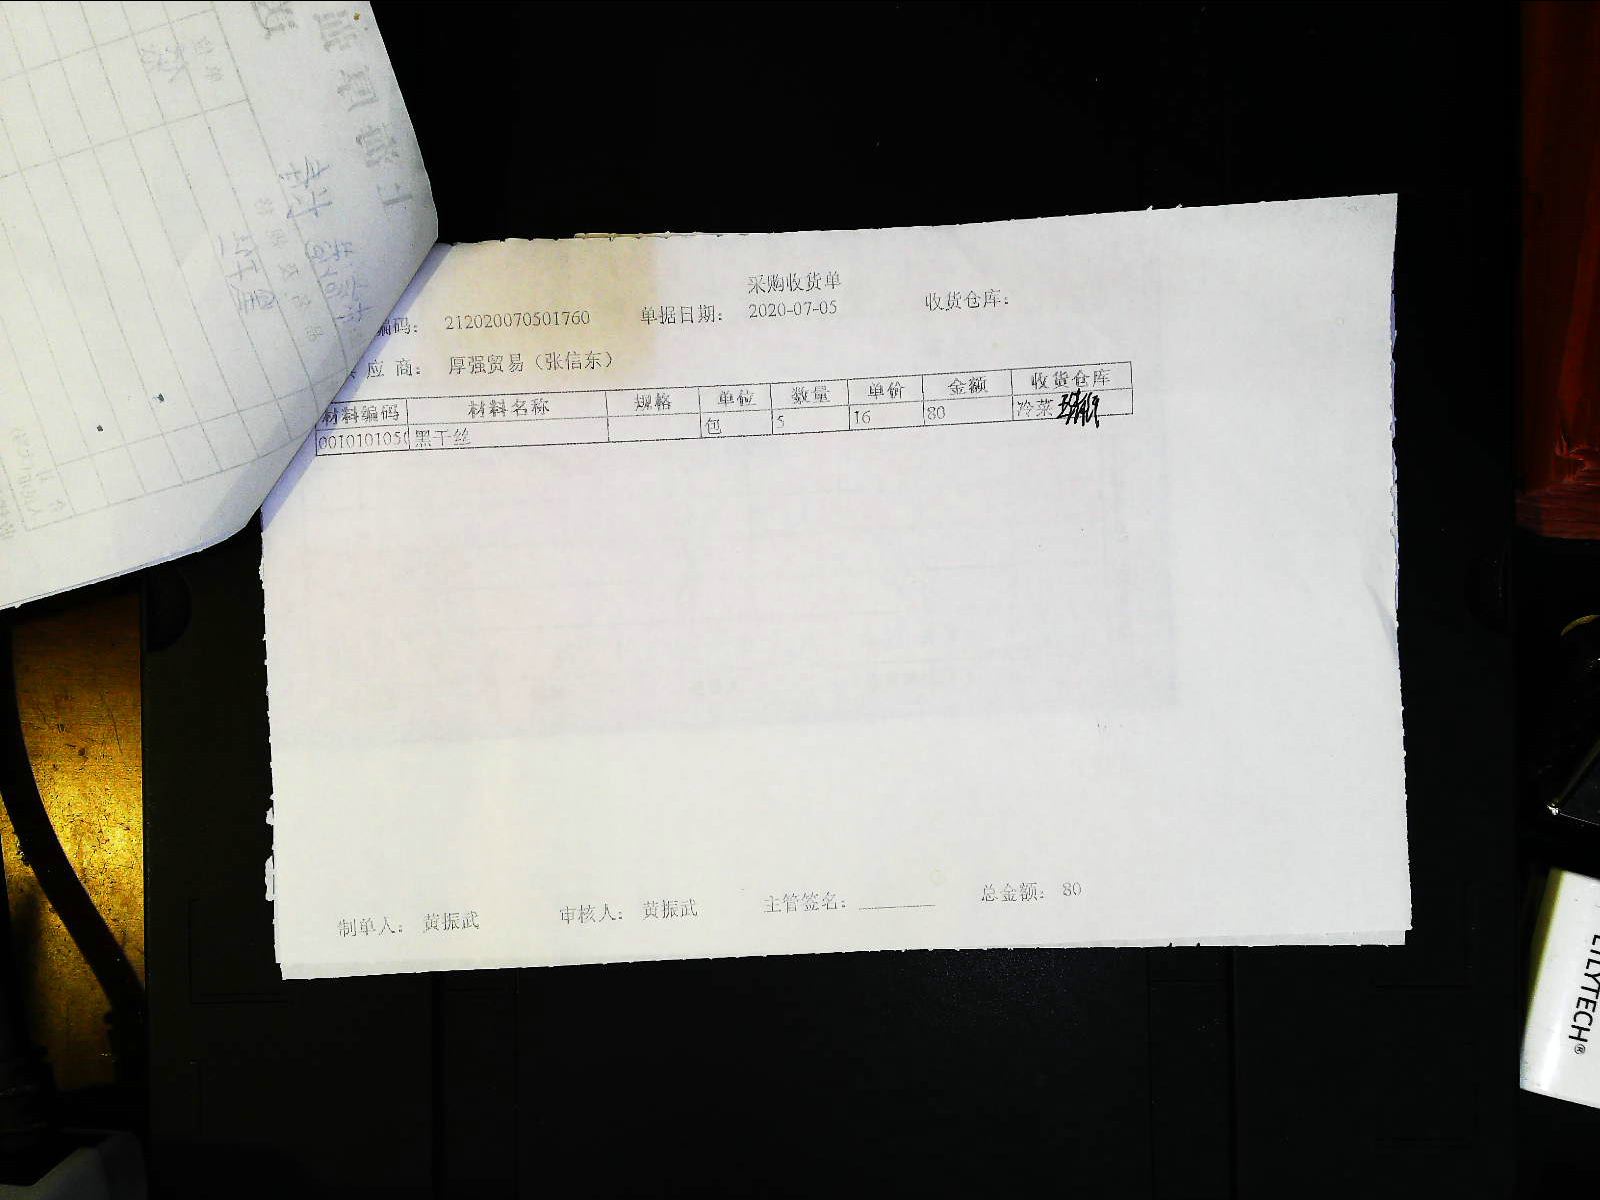 采购收货单
编码： 212020070501760 单据日期： 2020-07-05 收货仓库：
应 商： 厚强贸易（张信东）
材料编码 材料名称 规格 单位 数量 单价 金额 收货仓库
001010105 黑干丝 包 5 16 80 冷菜
制单人： 黄振武 审核人： 黄振武 主管签名： 总金额： 80
LILYTECH®